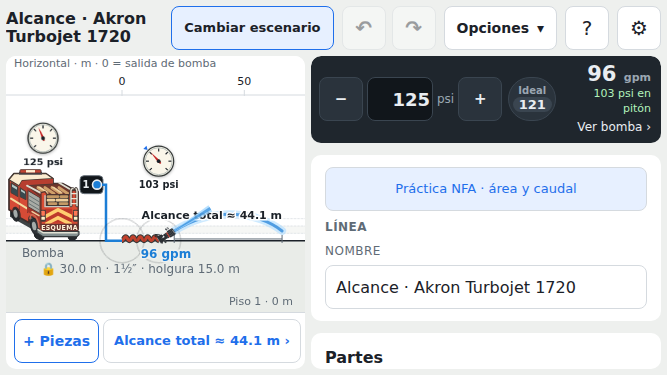 Alcance · Akron
Turbojet 1720
Cambiar escenario
↶
↷
Opciones ▾
?
⚙
Horizontal · m · 0 = salida de bomba
0
50
125 psi
103 psi
1
ESQUEMA
Alcance total ≈ 44.1 m
96 gpm
Bomba
🔒 30.0 m · 1½″ · holgura 15.0 m
Piso 1 · 0 m
+ Piezas
Alcance total ≈ 44.1 m ›
−
125
psi
+
Ideal
121
96 gpm
103 psi en
pitón
Ver bomba ›
Práctica NFA · área y caudal
LÍNEA
NOMBRE
Alcance · Akron Turbojet 1720
Partes